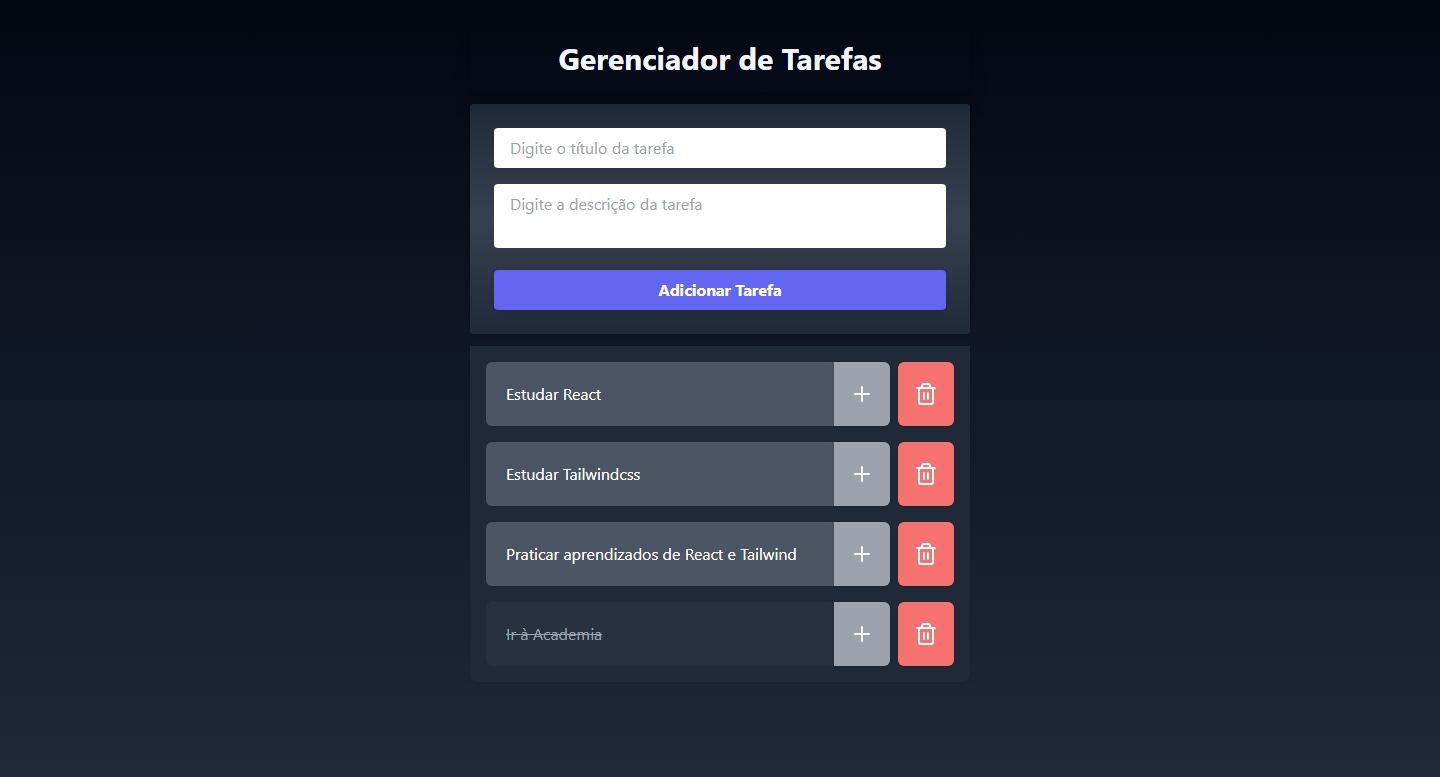 Gerenciador de Tarefas
Digite o título da tarefa
Digite a descrição da tarefa
Adicionar Tarefa
Estudar React
Estudar Tailwindcss
Praticar aprendizados de React e Tailwind
Ir à Academia